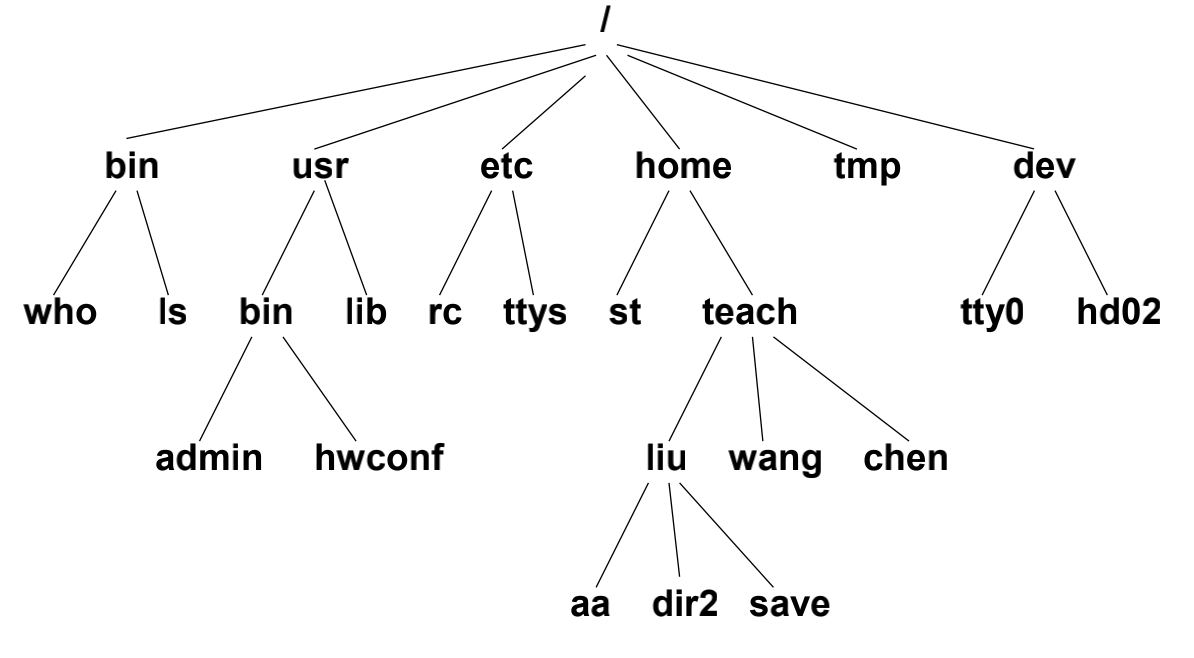 /
bin usr etc home tmp dev
who ls bin lib rc ttys st teach tty0 hd02
admin hwconf liu wang chen
aa dir2 save